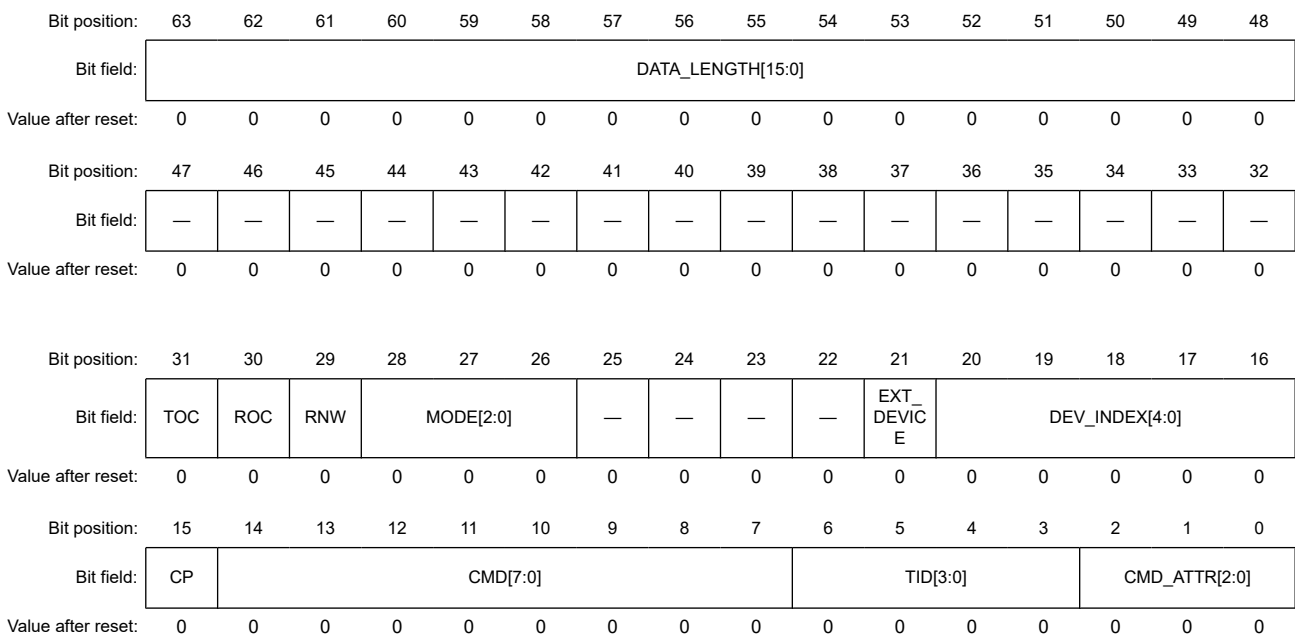 Bit position: 63 62 61 60 59 58 57 56 55 54 53 52 51 50 49 48
Bit field: DATA_LENGTH[15:0]
Value after reset: 0 0 0 0 0 0 0 0 0 0 0 0 0 0 0 0
Bit position: 47 46 45 44 43 42 41 40 39 38 37 36 35 34 33 32
Bit field: — — — — — — — — — — — — — — — —
Value after reset: 0 0 0 0 0 0 0 0 0 0 0 0 0 0 0 0
Bit position: 31 30 29 28 27 26 25 24 23 22 21 20 19 18 17 16
Bit field: TOC ROC RNW MODE[2:0] — — — — EXT_
DEVIC
E DEV_INDEX[4:0]
Value after reset: 0 0 0 0 0 0 0 0 0 0 0 0 0 0 0 0
Bit position: 15 14 13 12 11 10 9 8 7 6 5 4 3 2 1 0
Bit field: CP CMD[7:0] TID[3:0] CMD_ATTR[2:0]
Value after reset: 0 0 0 0 0 0 0 0 0 0 0 0 0 0 0 0